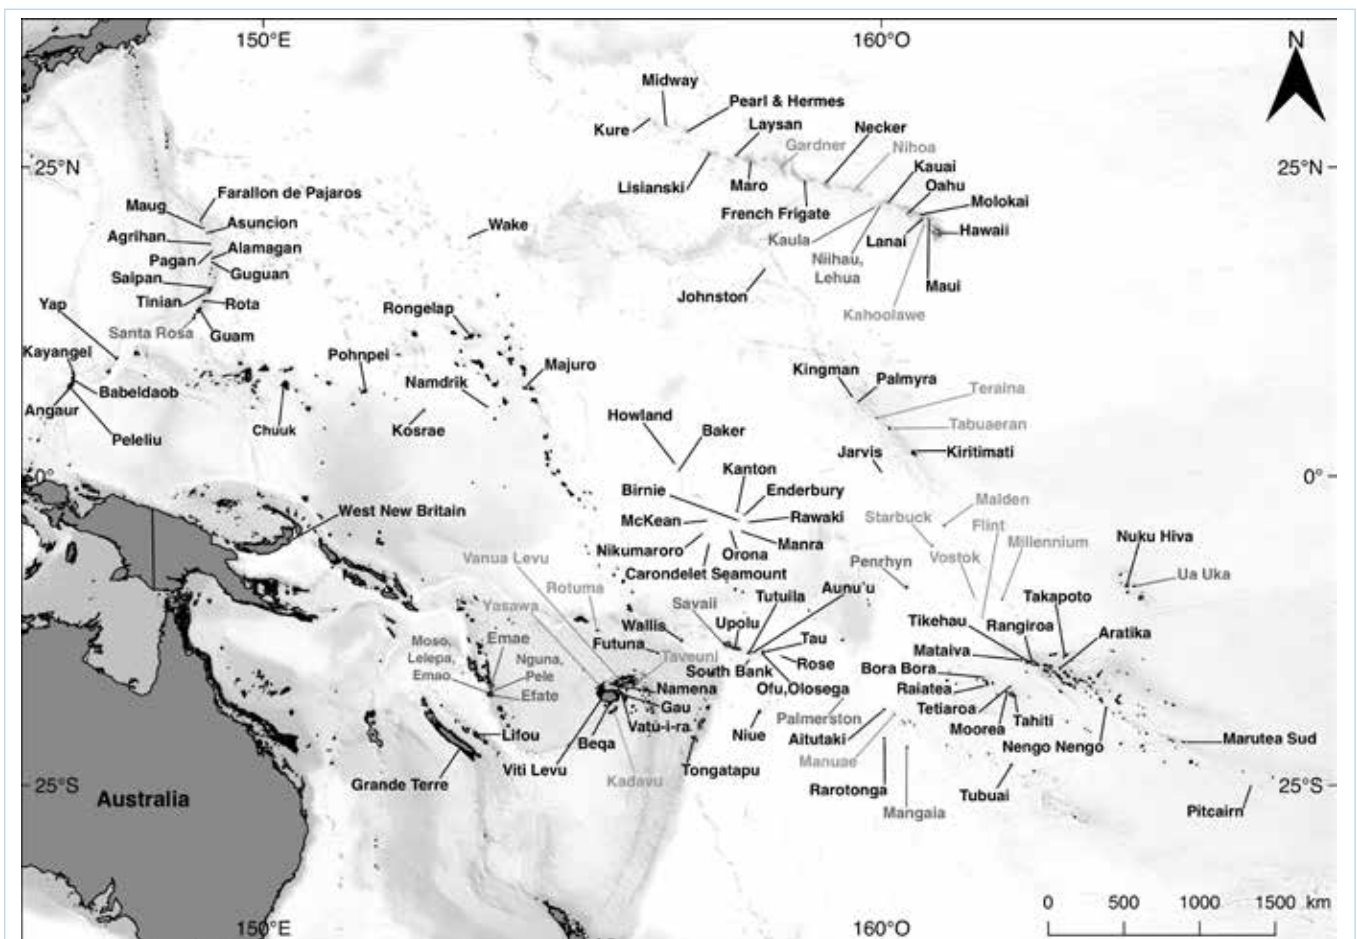 150°E
160°O
N
Midway
Pearl & Hermes
Kure
Laysan
Necker
Gardner
Nihoa
25°N
25°N
Kauai
Lisianski
Maro
Oahu
Farallon de Pajaros
Molokai
Maug
French Frigate
Asuncion
Wake
Hawaii
Agrihan
Kaula
Lanai
Alamagan
Pagan
Niihau,
Lehua
Guguan
Saipan
Maui
Johnston
Tinian
Rota
Yap
Rongelap
Kahoolawe
Santa Rosa
Guam
Kayangel
Pohnpei
Majuro
Kingman
Palmyra
Namdrik
Teraina
Babeldaob
Angaur
Howland
Tabuaeran
Chuuk
Kosrae
Baker
Peleliu
Jarvis
Kiritimati
Kanton
0°
0°
Birnie
Enderbury
Malden
West New Britain
McKean
Rawaki
Starbuck
Flint
Nuku Hiva
Nikumaroro
Orona
Manra
Millennium
Vanua Levu
Vostok
Carondelet Seamount
Penrhyn
Ua Uka
Rotuma
Aunu'u
Savaii
Tutuila
Takapoto
Yasawa
Upolu
Tikehau
Rangiroa
Wallis
Aratika
Moso,
Lelepa,
Emao
Emae
Futuna
Tau
Mataiva
Taveuni
Nguna,
Pele
South Bank
Rose
Bora Bora
Efate
Namena
Ofu,Olosega
Raiatea
Gau
Tetiaroa
Palmerston
Vatu-i-ra
Tahiti
Lifou
Niue
Moorea
Beqa
Aitutaki
Marutea Sud
Nengo Nengo
Manuae
Viti Levu
Tongatapu
Grande Terre
Kadavu
25°S
25°S
Rarotonga
Tubuai
Australia
Mangaia
Pitcairn
0 500 1000 1500 km
150°E
160°O